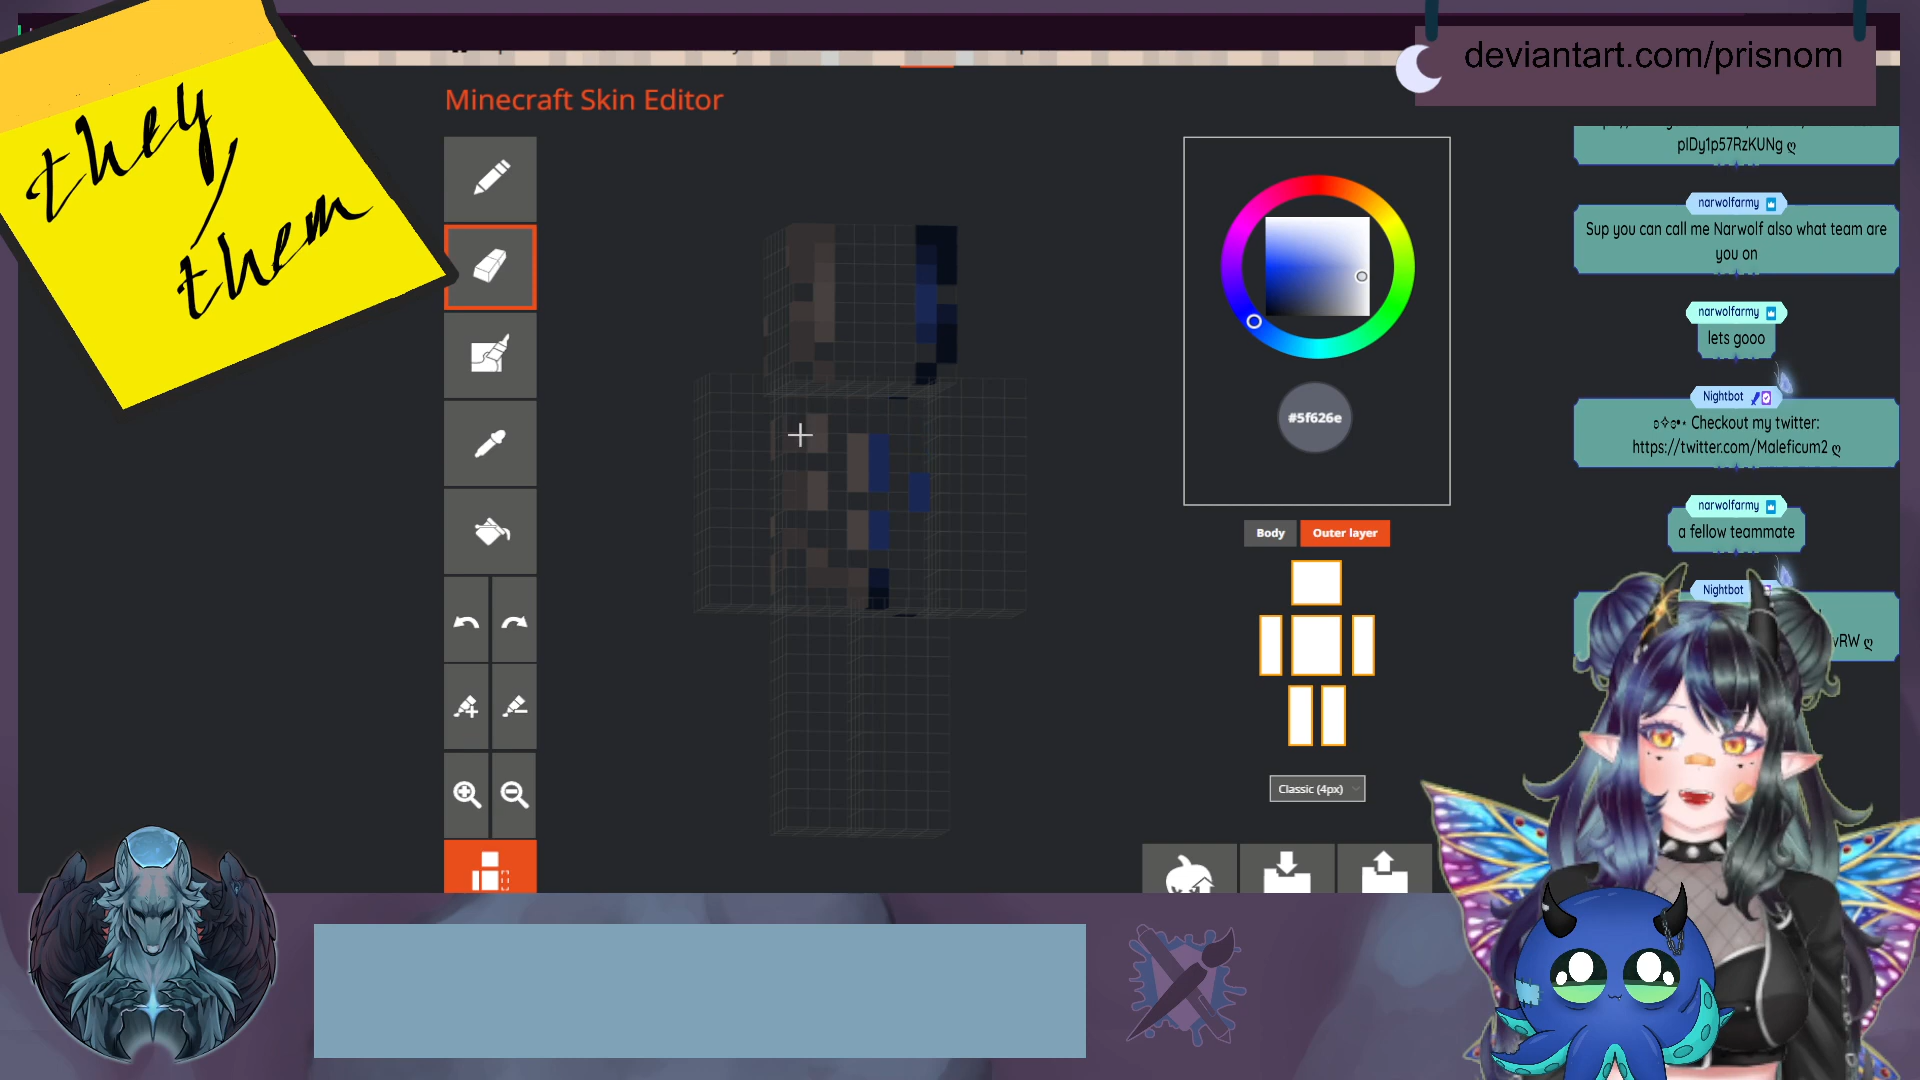 they
/
them
Minecraft Skin Editor
#5f626e
Body
Outer layer
Classic (4px)
deviantart.com/prisnom
pIDy1p57RzKUNg ღ
narwolfarmy
Sup you can call me Narwolf also what team are
you on
narwolfarmy
lets gooo
Nightbot
Checkout my twitter:
https://twitter.com/Maleficum2 ღ
narwolfarmy
a fellow teammate
Nightbot
vRW ღ